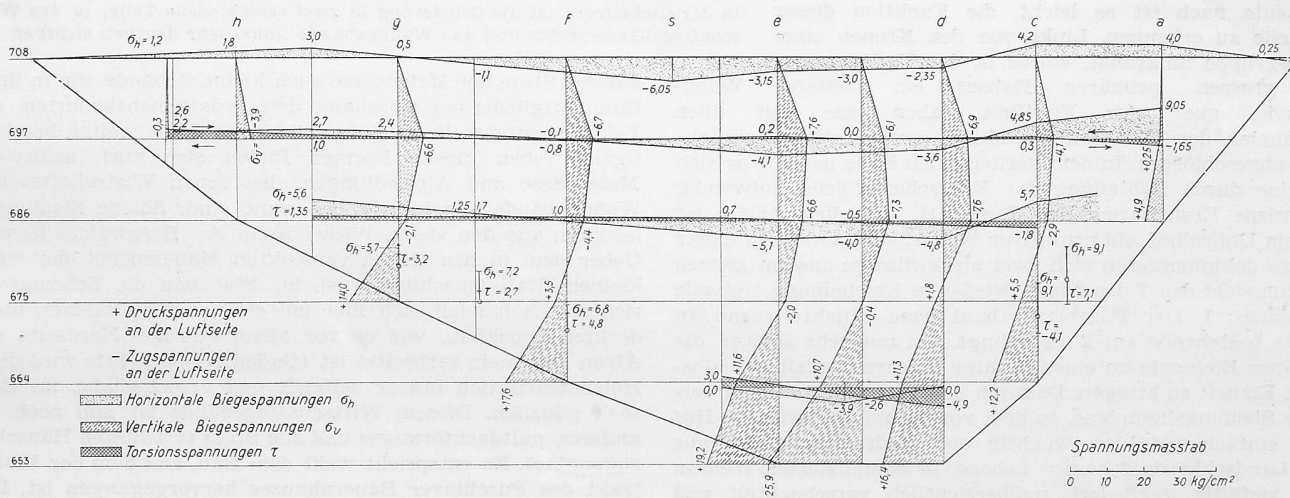 h g f e d c a
σh = 1,2 1,8 3,0 0,5 4,2 4,0 0,25
708
-1,1 -6,05 -3,15 -3,0 -2,35
2,6
2,2
-0,3 -3,9 2,7 2,4 -0,1 -6,7 0,2 -7,6 0,0 -6,1 -6,9 4,85 9,05
697
σv = 1,0 -6,6 -0,8 -4,1 -3,6 0,3 -4,1 -1,65
+0,25
σh = 5,6
τ = 1,35
1,25 1,7 1,0 0,7 -6,6 -0,5 -7,3 -7,6 5,7 +4,9
686
-2,1 -4,4 -5,1 -4,0 -4,8 -1,8 -2,9
σh = 5,7
τ = 3,2
σh = 7,2
τ = 2,7
σh = 9,1
τ = 7,1
14,0 +3,5 +1,8 +5,5
σh =
9,1
675
σh = 6,8
τ = 4,8
-2,0 -0,4
τ =
-4,1
+ Druckspannungen
an der Luftseite
- Zugspannungen
an der Luftseite
664
17,6 3,0 0,0 +11,6 +10,7 11,3 0,0 +12,2
-3,9 -2,6 -4,9
Horizontale Biegespannungen σh
Vertikale Biegespannungen σv
Torsionsspannungen τ
653
+19,2 25,9 +16,4
Spannungsmasstab
0 10 20 30 kg/cm²